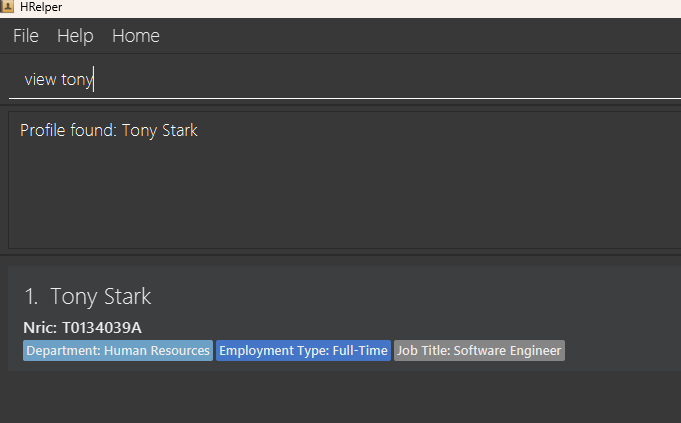 HRelper
File Help Home
view tony
Profile found: Tony Stark
1. Tony Stark
Nric: T0134039A
Department: Human Resources Employment Type: Full-Time Job Title: Software Engineer